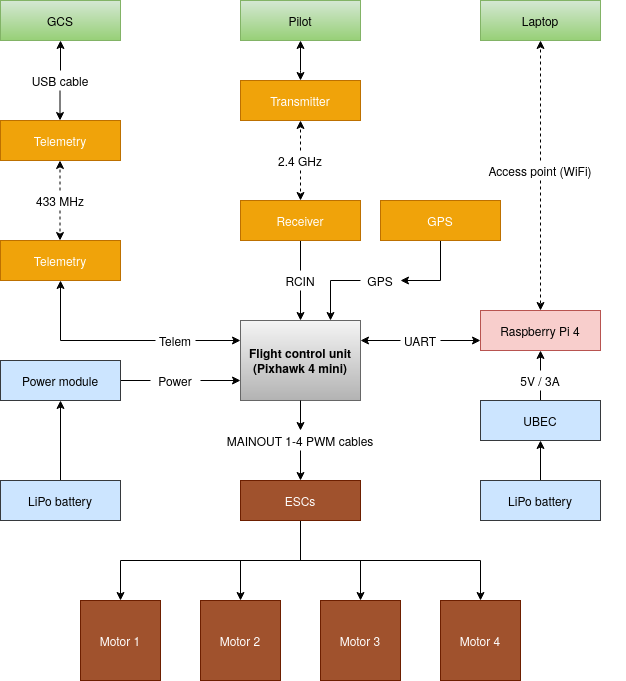 GCS
Pilot
Laptop
USB cable
Transmitter
Telemetry
2.4 GHz
Access point (WiFi)
433 MHz
Receiver
GPS
Telemetry
RCIN
GPS
Raspberry Pi 4
Telem
Flight control unit
(Pixhawk 4 mini)
UART
Power module
Power
5V / 3A
UBEC
MAINOUT 1-4 PWM cables
LiPo battery
ESCs
LiPo battery
Motor 1
Motor 2
Motor 3
Motor 4